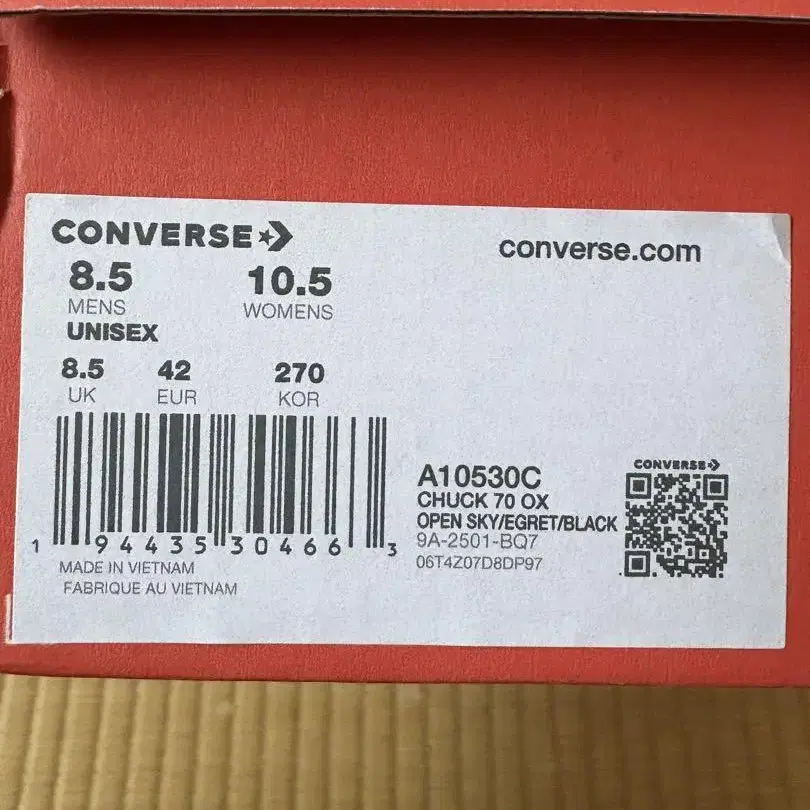 CONVERSE
converse.com
8.5 10.5
MENS WOMENS
UNISEX
8.5 42 270
UK EUR KOR
1 94435 30466 3
MADE IN VIETNAM
FABRIQUE AU VIETNAM
A10530C
CHUCK 70 OX
OPEN SKY/EGRET/BLACK
9A-2501-BQ7
06T4Z07D8DP97
CONVERSE